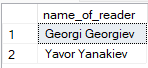 name_of_reader
1 Georgi Georgiev
2 Yavor Yanakiev